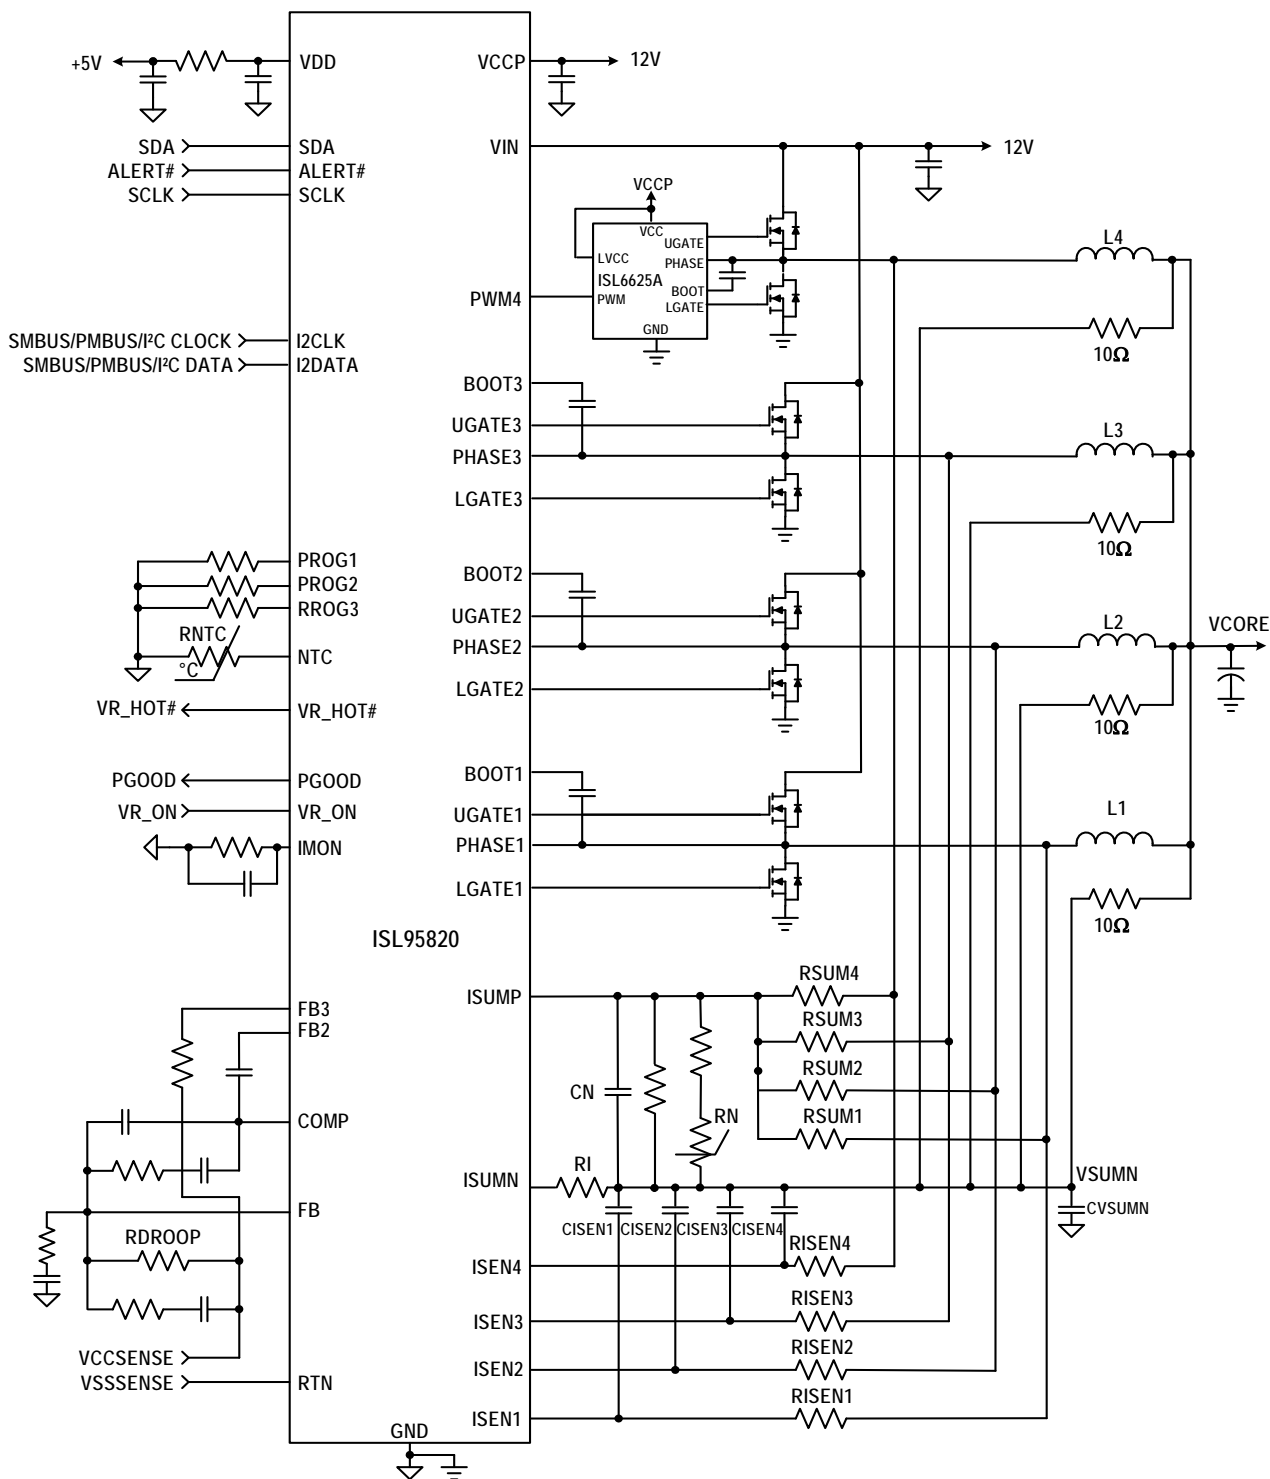 +5V
VDD
VCCP
12V
SDA
SDA
VIN
12V
ALERT#
ALERT#
SCLK
SCLK
VCCP
VCC
UGATE
LVCC
PHASE
ISL6625A
BOOT
PWM
LGATE
GND
PWM4
L4
10Ω
SMBUS/PMBUS/I²C CLOCK
I2CLK
SMBUS/PMBUS/I²C DATA
I2DATA
BOOT3
UGATE3
PHASE3
LGATE3
L3
10Ω
PROG1
PROG2
RROG3
RNTC
°C
NTC
BOOT2
UGATE2
PHASE2
LGATE2
L2
VCORE
10Ω
VR_HOT#
VR_HOT#
PGOOD
PGOOD
VR_ON
VR_ON
IMON
BOOT1
UGATE1
PHASE1
LGATE1
L1
10Ω
ISL95820
ISUMP
RSUM4
RSUM3
RSUM2
RSUM1
FB3
FB2
COMP
CN
RN
ISUMN
RI
VSUMN
CVSUMN
FB
RDROOP
CISEN1
CISEN2
CISEN3
CISEN4
ISEN4
RISEN4
ISEN3
RISEN3
ISEN2
RISEN2
ISEN1
RISEN1
VCCSENSE
VSSSENSE
RTN
GND